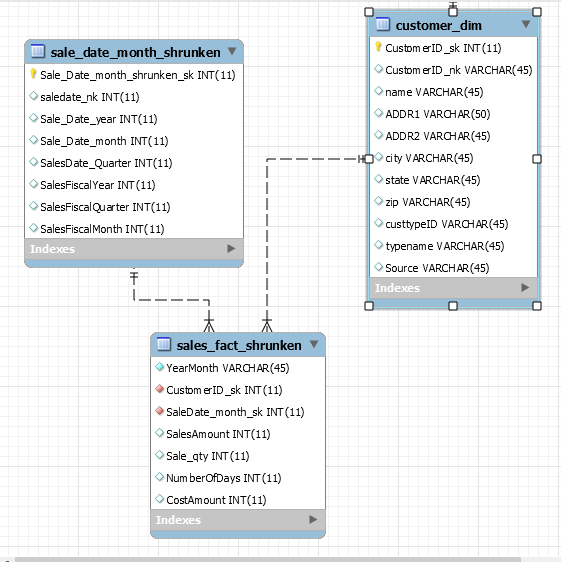 sale_date_month_shrunken
Sale_Date_month_shrunken_sk INT(11)
saledate_nk INT(11)
Sale_Date_year INT(11)
Sale_Date_month INT(11)
SalesDate_Quarter INT(11)
SalesFiscalYear INT(11)
SalesFiscalQuarter INT(11)
SalesFiscalMonth INT(11)
Indexes
customer_dim
CustomerID_sk INT(11)
CustomerID_nk VARCHAR(45)
name VARCHAR(45)
ADDR1 VARCHAR(50)
ADDR2 VARCHAR(45)
city VARCHAR(45)
state VARCHAR(45)
zip VARCHAR(45)
custtypeID VARCHAR(45)
typename VARCHAR(45)
Source VARCHAR(45)
Indexes
sales_fact_shrunken
YearMonth VARCHAR(45)
CustomerID_sk INT(11)
SaleDate_month_sk INT(11)
SalesAmount INT(11)
Sale_qty INT(11)
NumberOfDays INT(11)
CostAmount INT(11)
Indexes